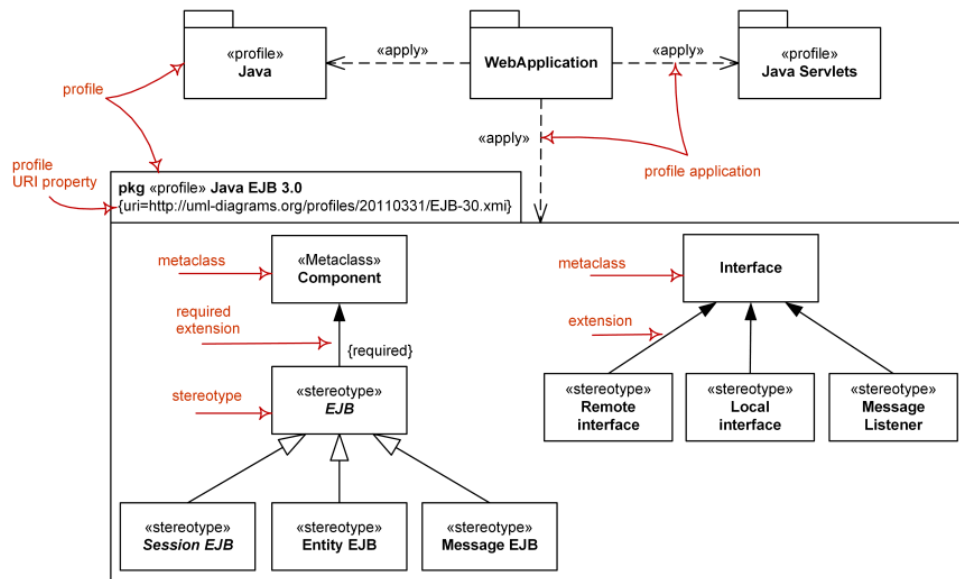 «profile»
Java
«apply»
WebApplication
«apply»
«profile»
Java Servlets
profile
«apply»
profile application
profile
URI property
pkg «profile» Java EJB 3.0
{uri=http://uml-diagrams.org/profiles/20110331/EJB-30.xmi}
metaclass
«Metaclass»
Component
metaclass
Interface
required
extension
{required}
extension
stereotype
«stereotype»
EJB
«stereotype»
Remote
interface
«stereotype»
Local
interface
«stereotype»
Message
Listener
«stereotype»
Session EJB
«stereotype»
Entity EJB
«stereotype»
Message EJB